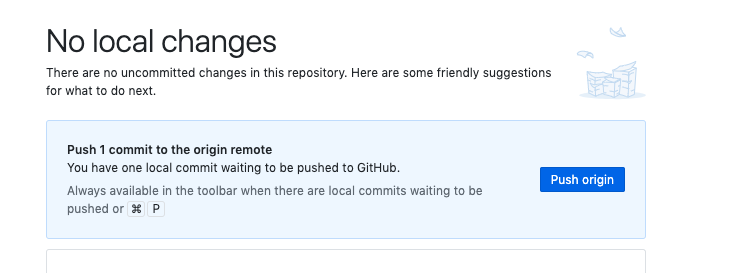 No local changes
There are no uncommitted changes in this repository. Here are some friendly suggestions
for what to do next.
Push 1 commit to the origin remote
You have one local commit waiting to be pushed to GitHub.
Always available in the toolbar when there are local commits waiting to be
pushed or ⌘ P
Push origin